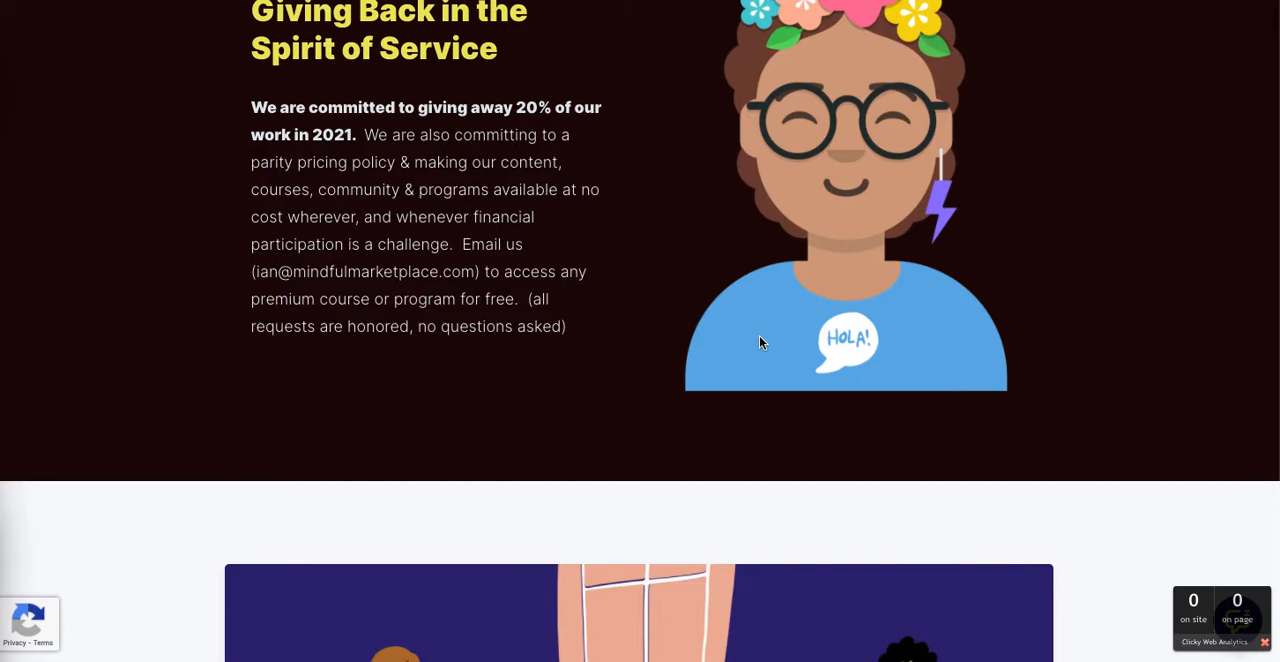 Giving Back in the
Spirit of Service
We are committed to giving away 20% of our
work in 2021.  We are also committing to a
parity pricing policy & making our content,
courses, community & programs available at no
cost wherever, and whenever financial
participation is a challenge.  Email us
(ian@mindfulmarketplace.com) to access any
premium course or program for free.  (all
requests are honored, no questions asked)
HOLA!
Privacy - Terms
0 0
on site on page
Clicky Web Analytics